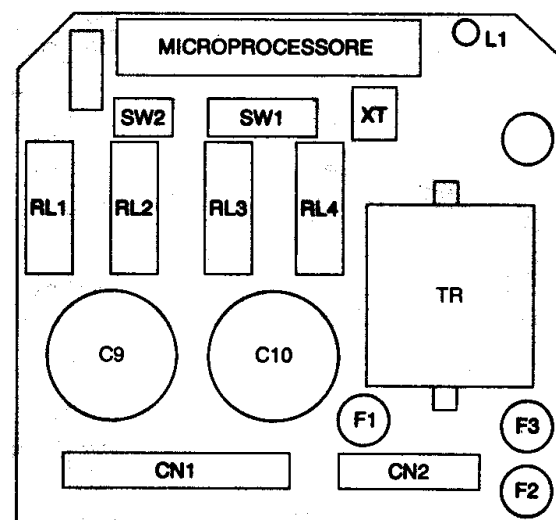 MICROPROCESSORE
L1
SW2
SW1
XT
RL1
RL2
RL3
RL4
TR
C9
C10
F1
F3
CN1
CN2
F2